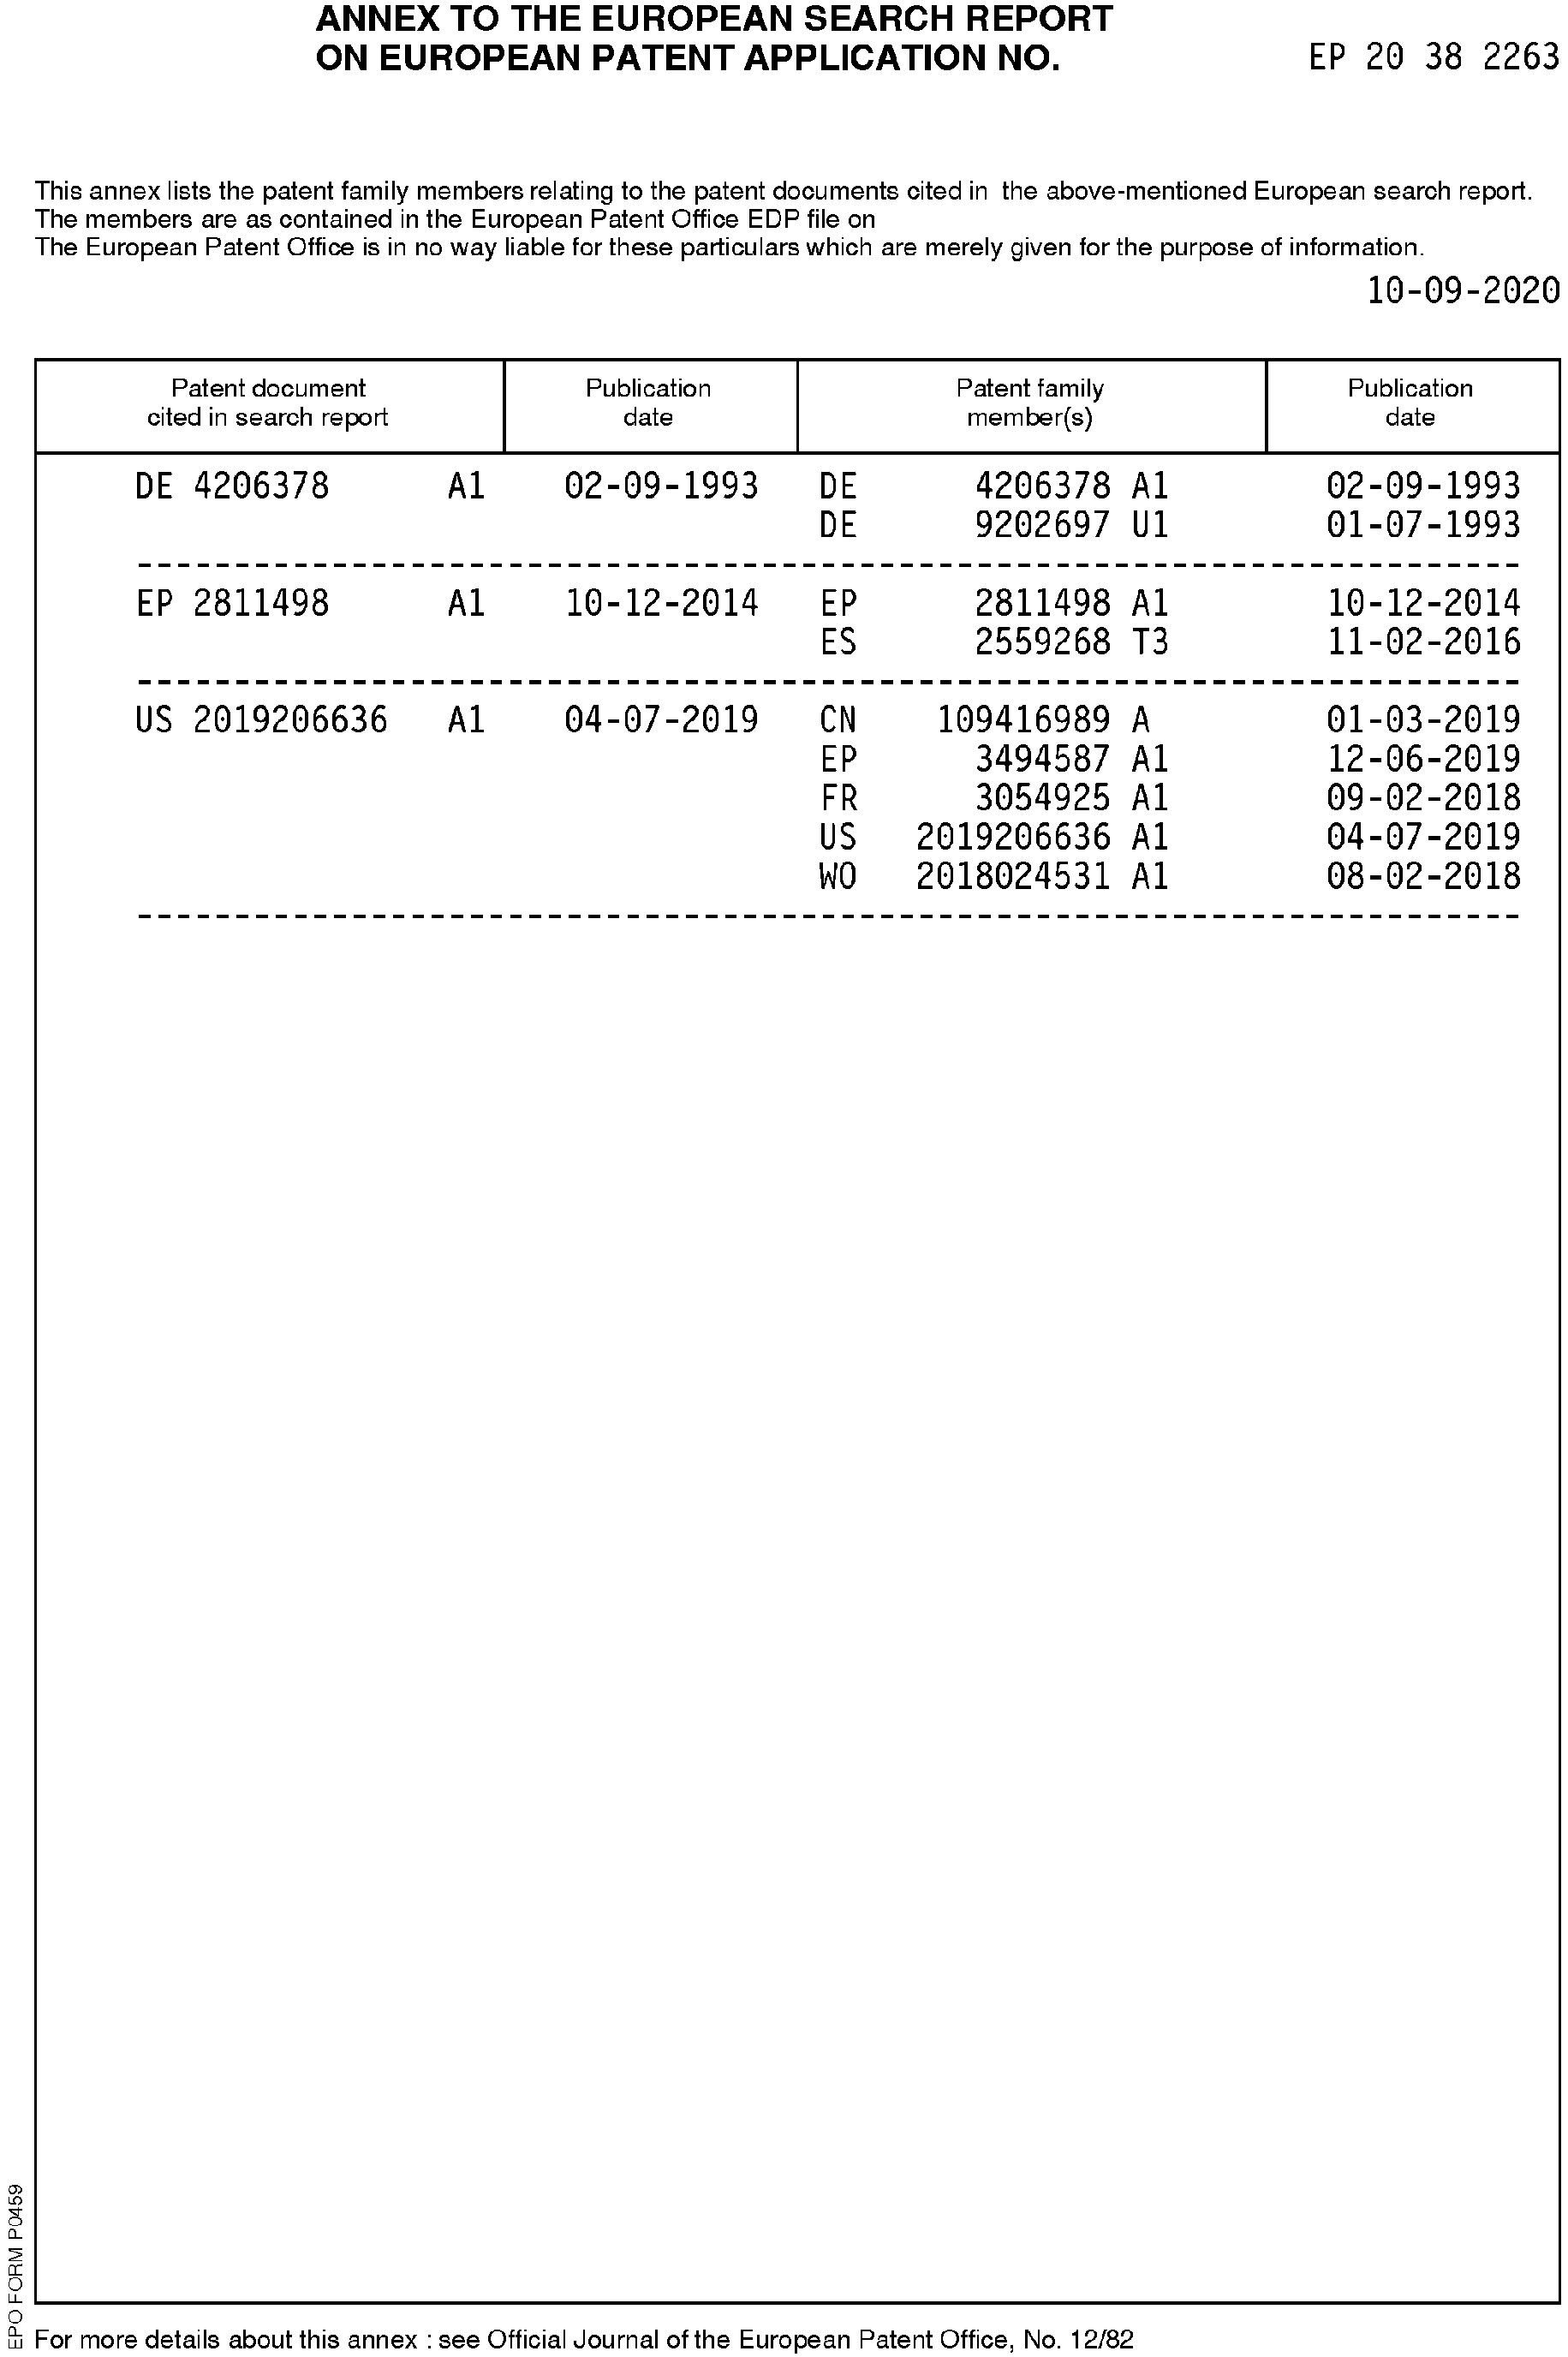 ANNEX TO THE EUROPEAN SEARCH REPORT
ON EUROPEAN PATENT APPLICATION NO. EP 20 38 2263
This annex lists the patent family members relating to the patent documents cited in the above-mentioned European search report.
The members are as contained in the European Patent Office EDP file on
The European Patent Office is in no way liable for these particulars which are merely given for the purpose of information.
10-09-2020
Patent document cited in search report Publication date Patent family member(s) Publication date
DE 4206378 A1 02-09-1993 DE 4206378 A1 02-09-1993
DE 9202697 U1 01-07-1993
EP 2811498 A1 10-12-2014 EP 2811498 A1 10-12-2014
ES 2559268 T3 11-02-2016
US 2019206636 A1 04-07-2019 CN 109416989 A 01-03-2019
EP 3494587 A1 12-06-2019
FR 3054925 A1 09-02-2018
US 2019206636 A1 04-07-2019
WO 2018024531 A1 08-02-2018
EPO FORM P0459
For more details about this annex : see Official Journal of the European Patent Office, No. 12/82